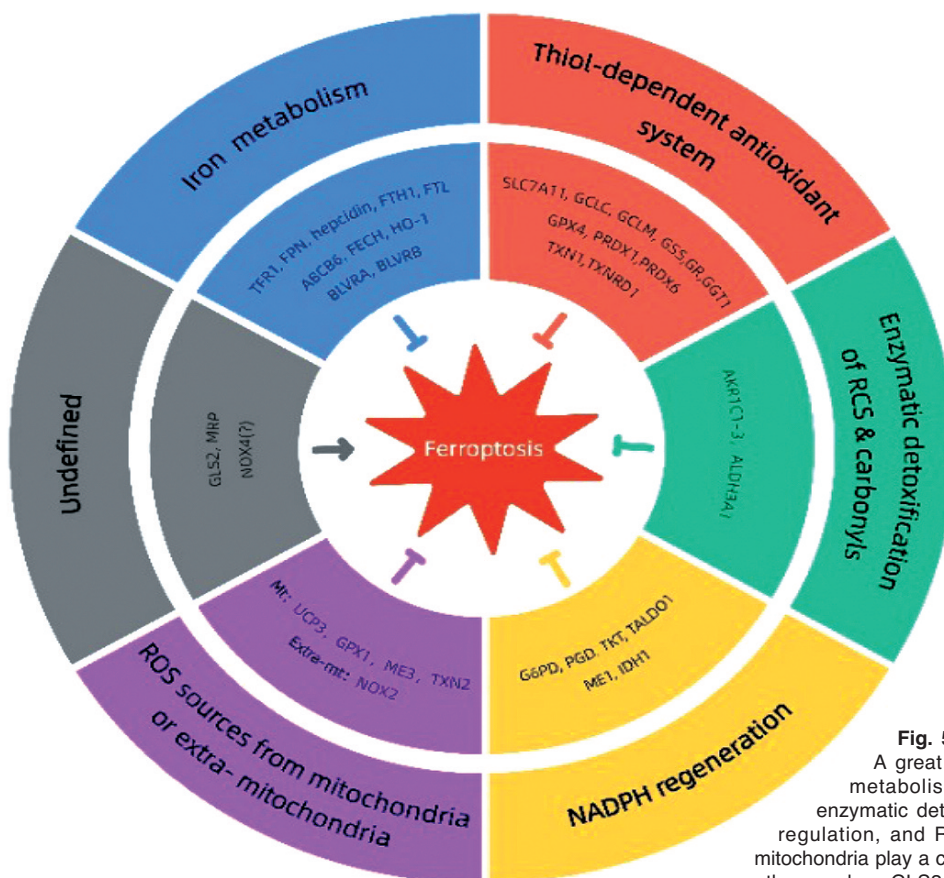 Iron metabolism
Thiol-dependent antioxidant
system
TFR1, FPN, hepcidin, FTH1, FTL
ABCB6, FECH, HO-1
BLVRA, BLVRB
SLC7A11, GCLC, GCLM, GSS,GR,GGT1
GPX4, PRDX1,PRDX6
TXN1,TXNRD1
Enzymatic detoxification
of RCS & carbonyls
AKR1C1-3, ALDH3A1
Undefined
GLS2, MRP
NOX4(?)
Ferroptosis
Mt: UCP3, GPX1, ME3, TXN2
Extra-mt: NOX2
ROS sources from mitochondria
or extra- mitochondria
G6PD, PGD, TKT, TALDO1
ME1, IDH1
NADPH regeneration
Fig.
A great
metabolis
enzymatic det
regulation, and
mitochondria play a